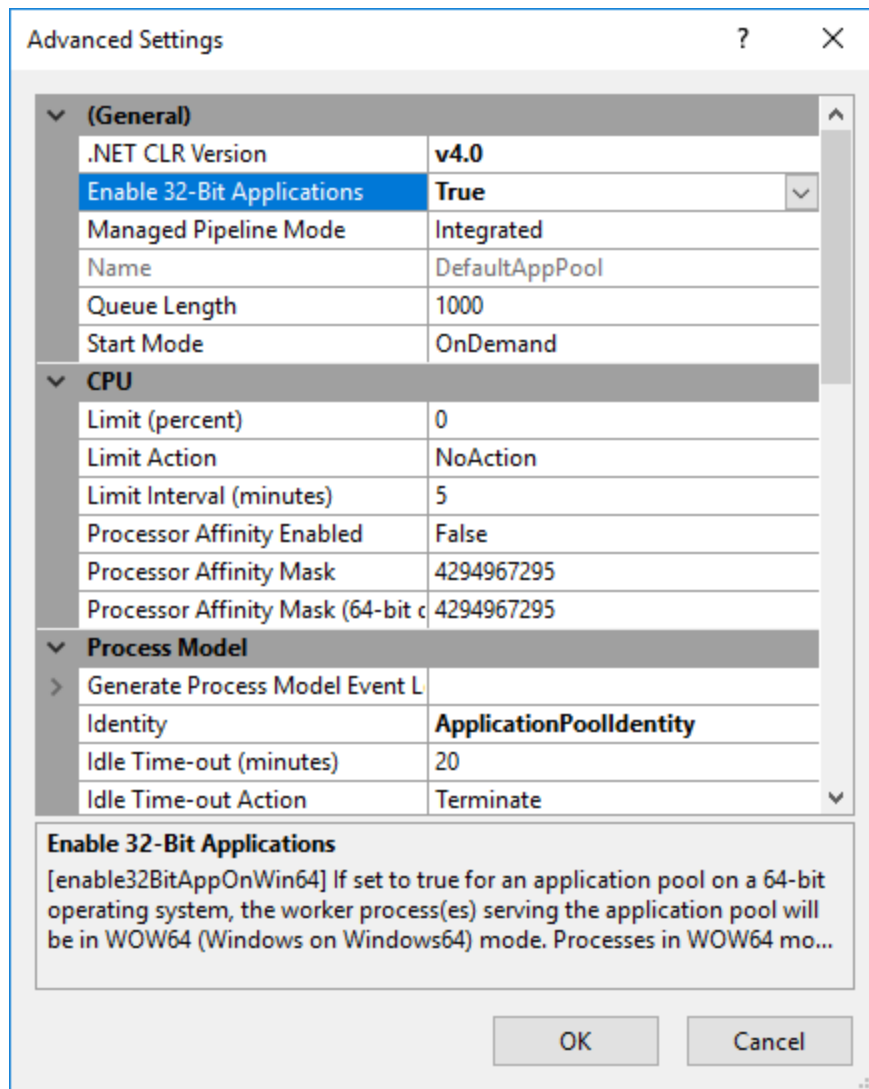 Advanced Settings ?
(General)
.NET CLR Version v4.0
Enable 32-Bit Applications True
Managed Pipeline Mode Integrated
Name DefaultAppPool
Queue Length 1000
Start Mode OnDemand
CPU
Limit (percent) 0
Limit Action NoAction
Limit Interval (minutes) 5
Processor Affinity Enabled False
Processor Affinity Mask 4294967295
Processor Affinity Mask (64-bit c 4294967295
Process Model
Generate Process Model Event L
Identity ApplicationPoolIdentity
Idle Time-out (minutes) 20
Idle Time-out Action Terminate
Enable 32-Bit Applications
[enable32BitAppOnWin64] If set to true for an application pool on a 64-bit
operating system, the worker process(es) serving the application pool will
be in WOW64 (Windows on Windows64) mode. Processes in WOW64 mo...
OK Cancel